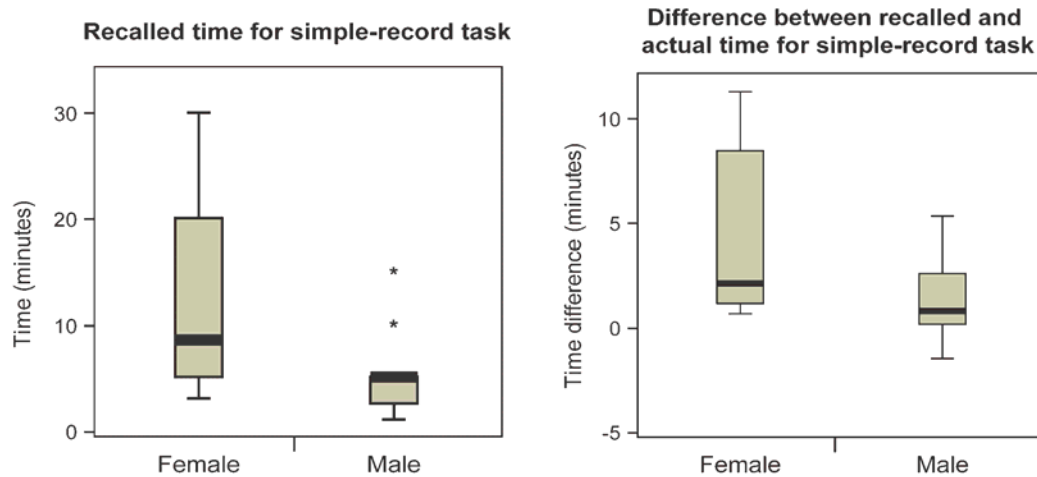 Recalled time for simple-record task
Time (minutes)
30
20
10
0
Female
Male
*
*
Difference between recalled and
actual time for simple-record task
Time difference (minutes)
10
5
0
-5
Female
Male